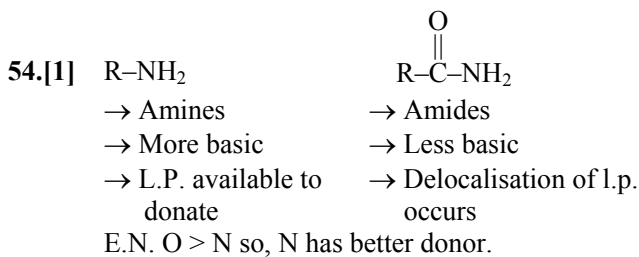 O
||
54.[1] R–NH₂ R–C–NH₂
→ Amines → Amides
→ More basic → Less basic
→ L.P. available to → Delocalisation of l.p.
donate occurs
E.N. O > N so, N has better donor.